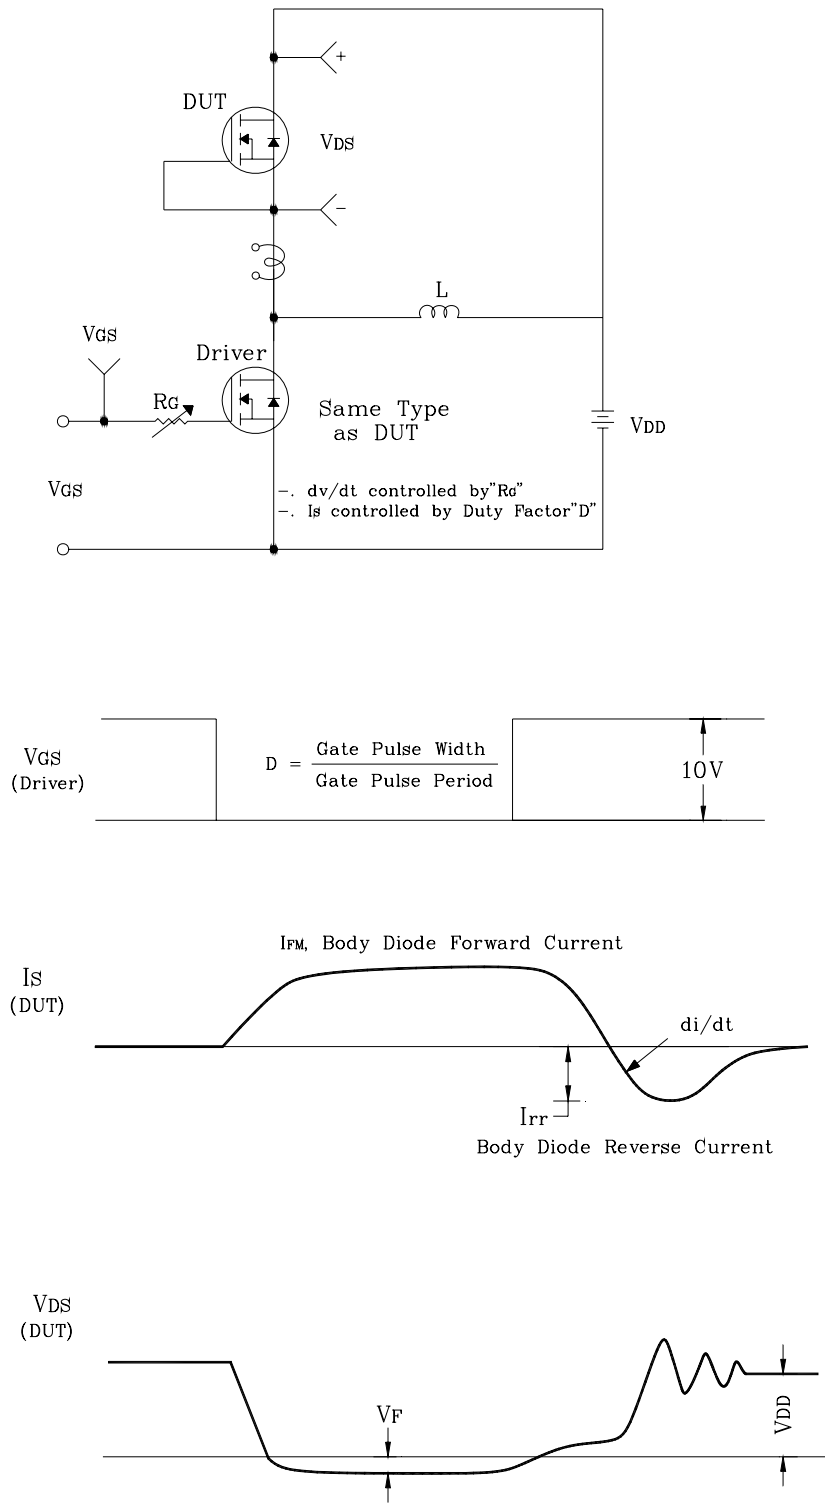 +
DUT
VDS
−
L
VGS
Driver
RG
Same Type
as DUT
VDD
VGS
−. dv/dt controlled by"RG"
−. IS controlled by Duty Factor"D"
VGS
(Driver)
D = Gate Pulse Width
Gate Pulse Period
10V
IFM, Body Diode Forward Current
IS
(DUT)
di/dt
Irr
Body Diode Reverse Current
VDS
(DUT)
VF
VDD